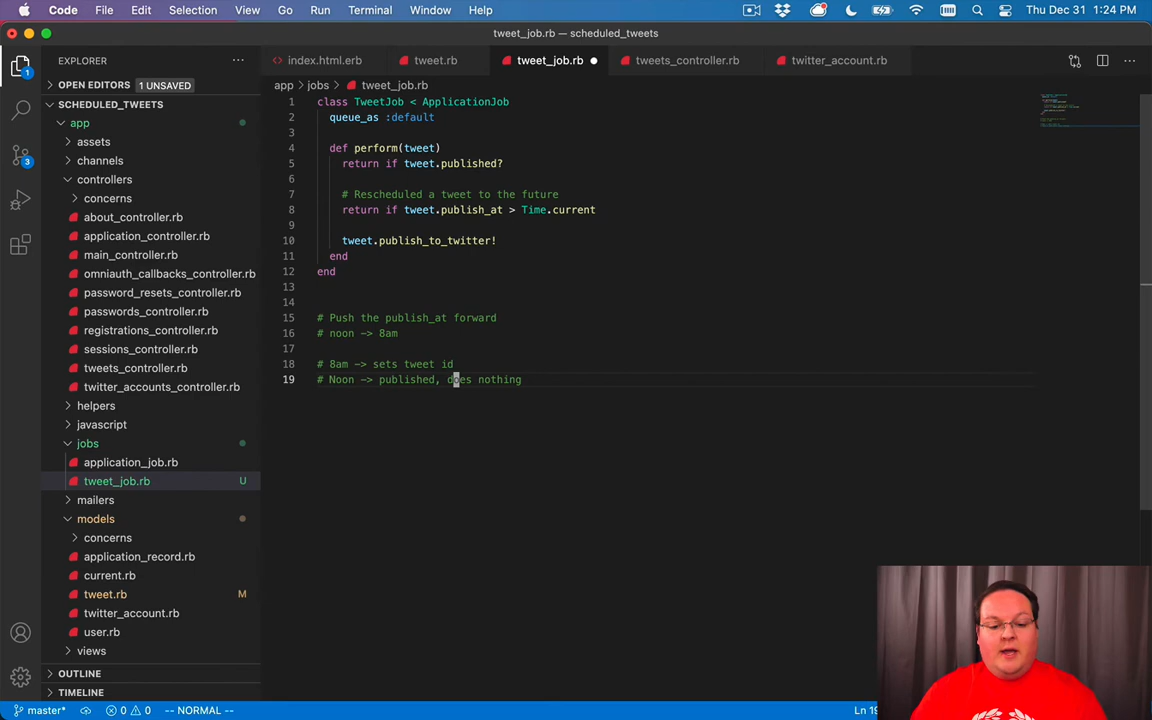 Code File Edit Selection View Go Run Terminal Window Help Thu Dec 31 1:24 PM
tweet_job.rb — scheduled_tweets
EXPLORER
index.html.erb tweet.rb tweet_job.rb tweets_controller.rb twitter_account.rb
OPEN EDITORS 1 UNSAVED
app > jobs > tweet_job.rb
SCHEDULED_TWEETS
app
assets
channels
controllers
concerns
about_controller.rb
application_controller.rb
main_controller.rb
omniauth_callbacks_controller.rb
password_resets_controller.rb
passwords_controller.rb
registrations_controller.rb
sessions_controller.rb
tweets_controller.rb
twitter_accounts_controller.rb
helpers
javascript
jobs
application_job.rb
tweet_job.rb U
mailers
models
concerns
application_record.rb
current.rb
tweet.rb M
twitter_account.rb
user.rb
views
OUTLINE
TIMELINE
1 class TweetJob < ApplicationJob
2 queue_as :default
3
4 def perform(tweet)
5 return if tweet.published?
6
7 # Rescheduled a tweet to the future
8 return if tweet.publish_at > Time.current
9
10 tweet.publish_to_twitter!
11 end
12 end
13
14
15 # Push the publish_at forward
16 # noon -> 8am
17
18 # 8am -> sets tweet id
19 # Noon -> published, does nothing
1
3
master* 0 0 -- NORMAL -- Ln 19